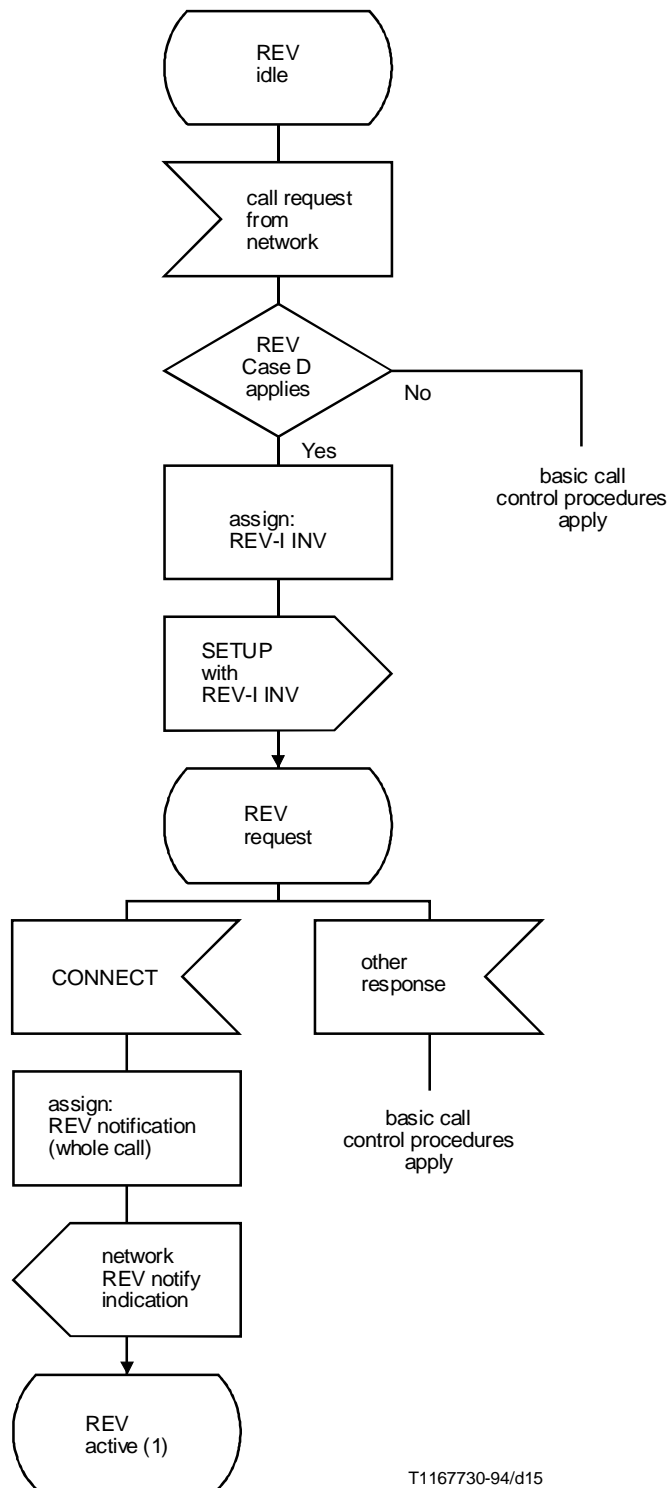 REV
idle
call request
from
network
REV
Case D
applies
No
Yes
basic call
control procedures
apply
assign:
REV-I INV
SETUP
with
REV-I INV
REV
request
CONNECT
other
response
assign:
REV notification
(whole call)
basic call
control procedures
apply
network
REV notify
indication
REV
active (1)
T1167730-94/d15